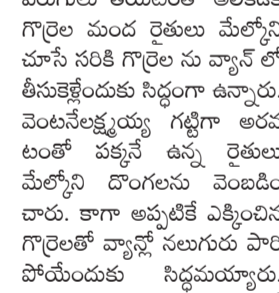 గొర్రెల మంద రైతులు మేల్కోని
చూసే సరికి గొర్రెల ను వ్యాన్ లో
తీసుకెళ్లేందుకు సిద్ధంగా ఉన్నారు.
వెంటనేలక్ష్మయ్య గట్టిగా అరవ
టంతో పక్కనే ఉన్న రైతులు
మేల్కోని దొంగలను వెంబడిం
చారు. కాగా అప్పటికే ఎక్కించిన
గొర్రెలతో వ్యాన్లో నలుగురు పారి
పోయేందుకు సిద్ధమయ్యారు.